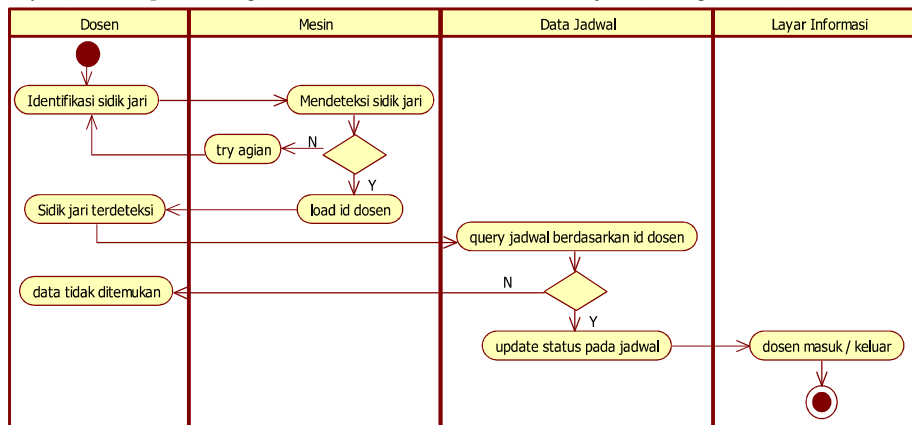 Dosen
Mesin
Data Jadwal
Layar Informasi
Identifikasi sidik jari
Mendeteksi sidik jari
try agian
N
Y
Sidik jari terdeteksi
load id dosen
query jadwal berdasarkan id dosen
data tidak ditemukan
N
Y
update status pada jadwal
dosen masuk / keluar